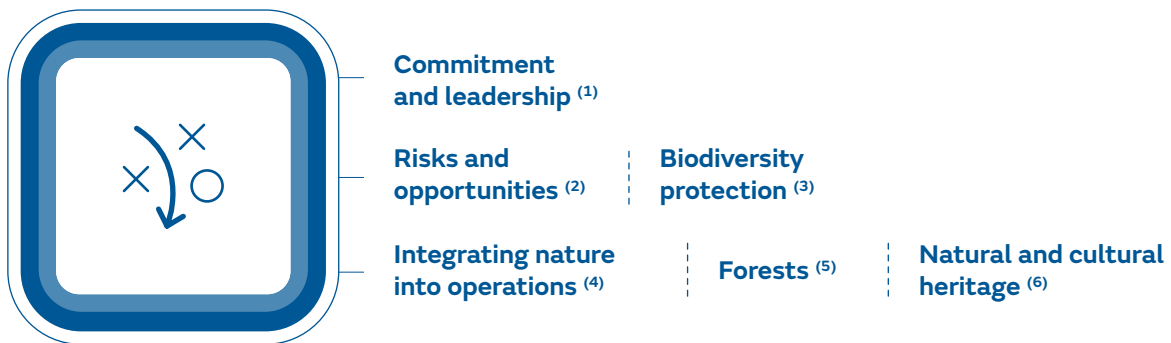 Commitment
and leadership (1)
Risks and
opportunities (2)
Biodiversity
protection (3)
Integrating nature
into operations (4)
Forests (5)
Natural and cultural
heritage (6)